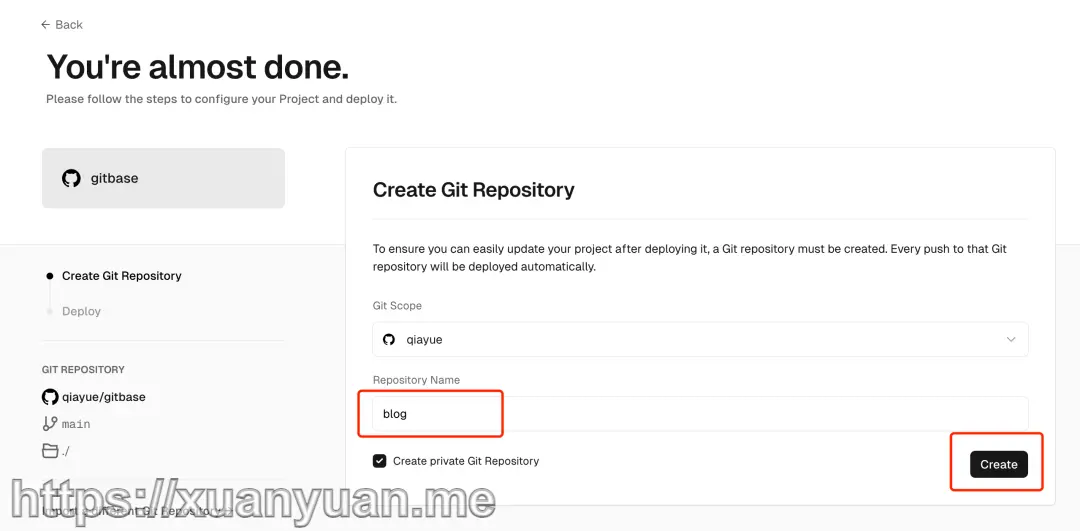 ← Back
You're almost done.
Please follow the steps to configure your Project and deploy it.
gitbase
Create Git Repository
Deploy
GIT REPOSITORY
qiayue/gitbase
main
./
Import a different Git Repository
Create Git Repository
To ensure you can easily update your project after deploying it, a Git repository must be created. Every push to that Git
repository will be deployed automatically.
Git Scope
qiayue
Repository Name
blog
Create private Git Repository
Create
https://xuanyuan.me